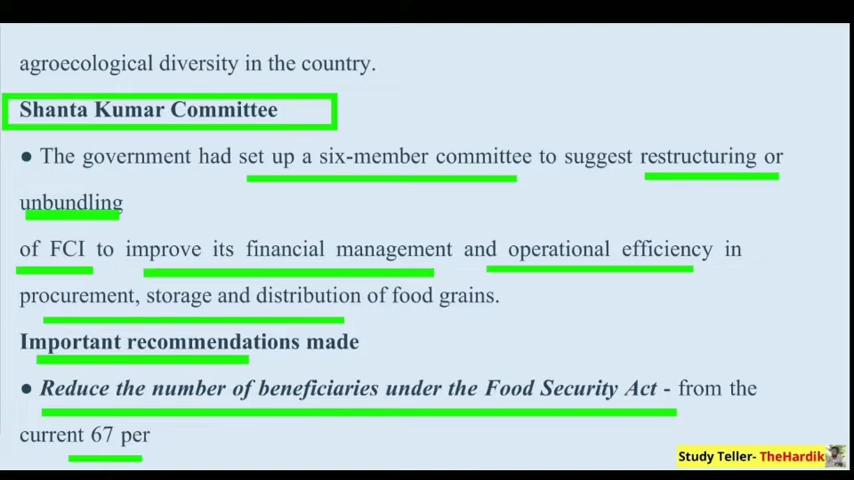 agroecological diversity in the country.
Shanta Kumar Committee
● The government had set up a six-member committee to suggest restructuring or
unbundling
of FCI to improve its financial management and operational efficiency in
procurement, storage and distribution of food grains.
Important recommendations made
● Reduce the number of beneficiaries under the Food Security Act - from the
current 67 per
Study Teller- TheHardik